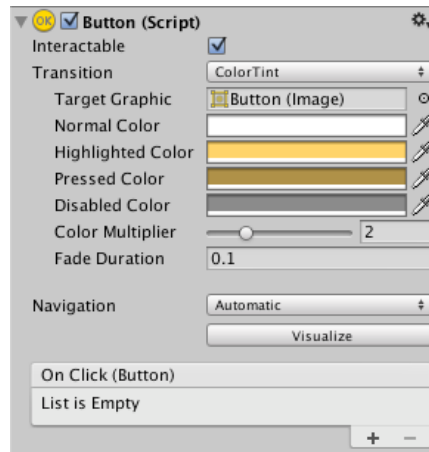 OK Button (Script)
Interactable
Transition ColorTint
Target Graphic Button (Image)
Normal Color
Highlighted Color
Pressed Color
Disabled Color
Color Multiplier 2
Fade Duration 0.1
Navigation Automatic
Visualize
On Click (Button)
List is Empty
+ −